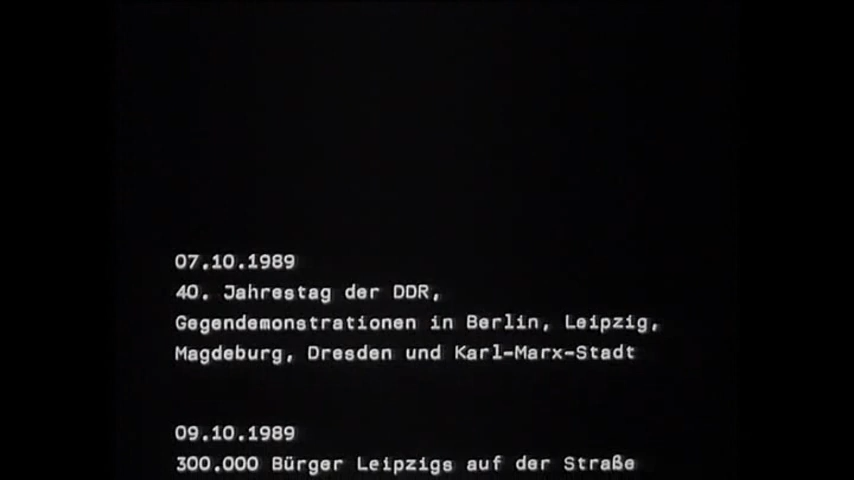 07.10.1989
40. Jahrestag der DDR,
Gegendemonstrationen in Berlin, Leipzig,
Magdeburg, Dresden und Karl-Marx-Stadt
09.10.1989
300.000 Bürger Leipzigs auf der Straße